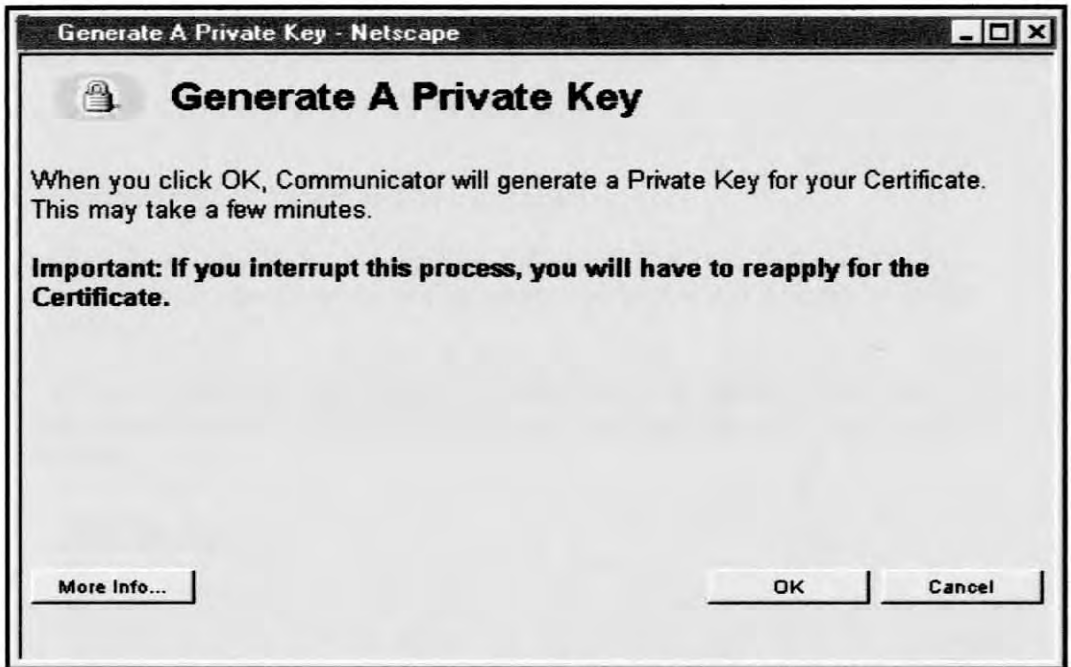 Generate A Private Key - Netscape
Generate A Private Key
When you click OK, Communicator will generate a Private Key for your Certificate.
This may take a few minutes.
Important: If you interrupt this process, you will have to reapply for the
Certificate.
More Info... OK Cancel